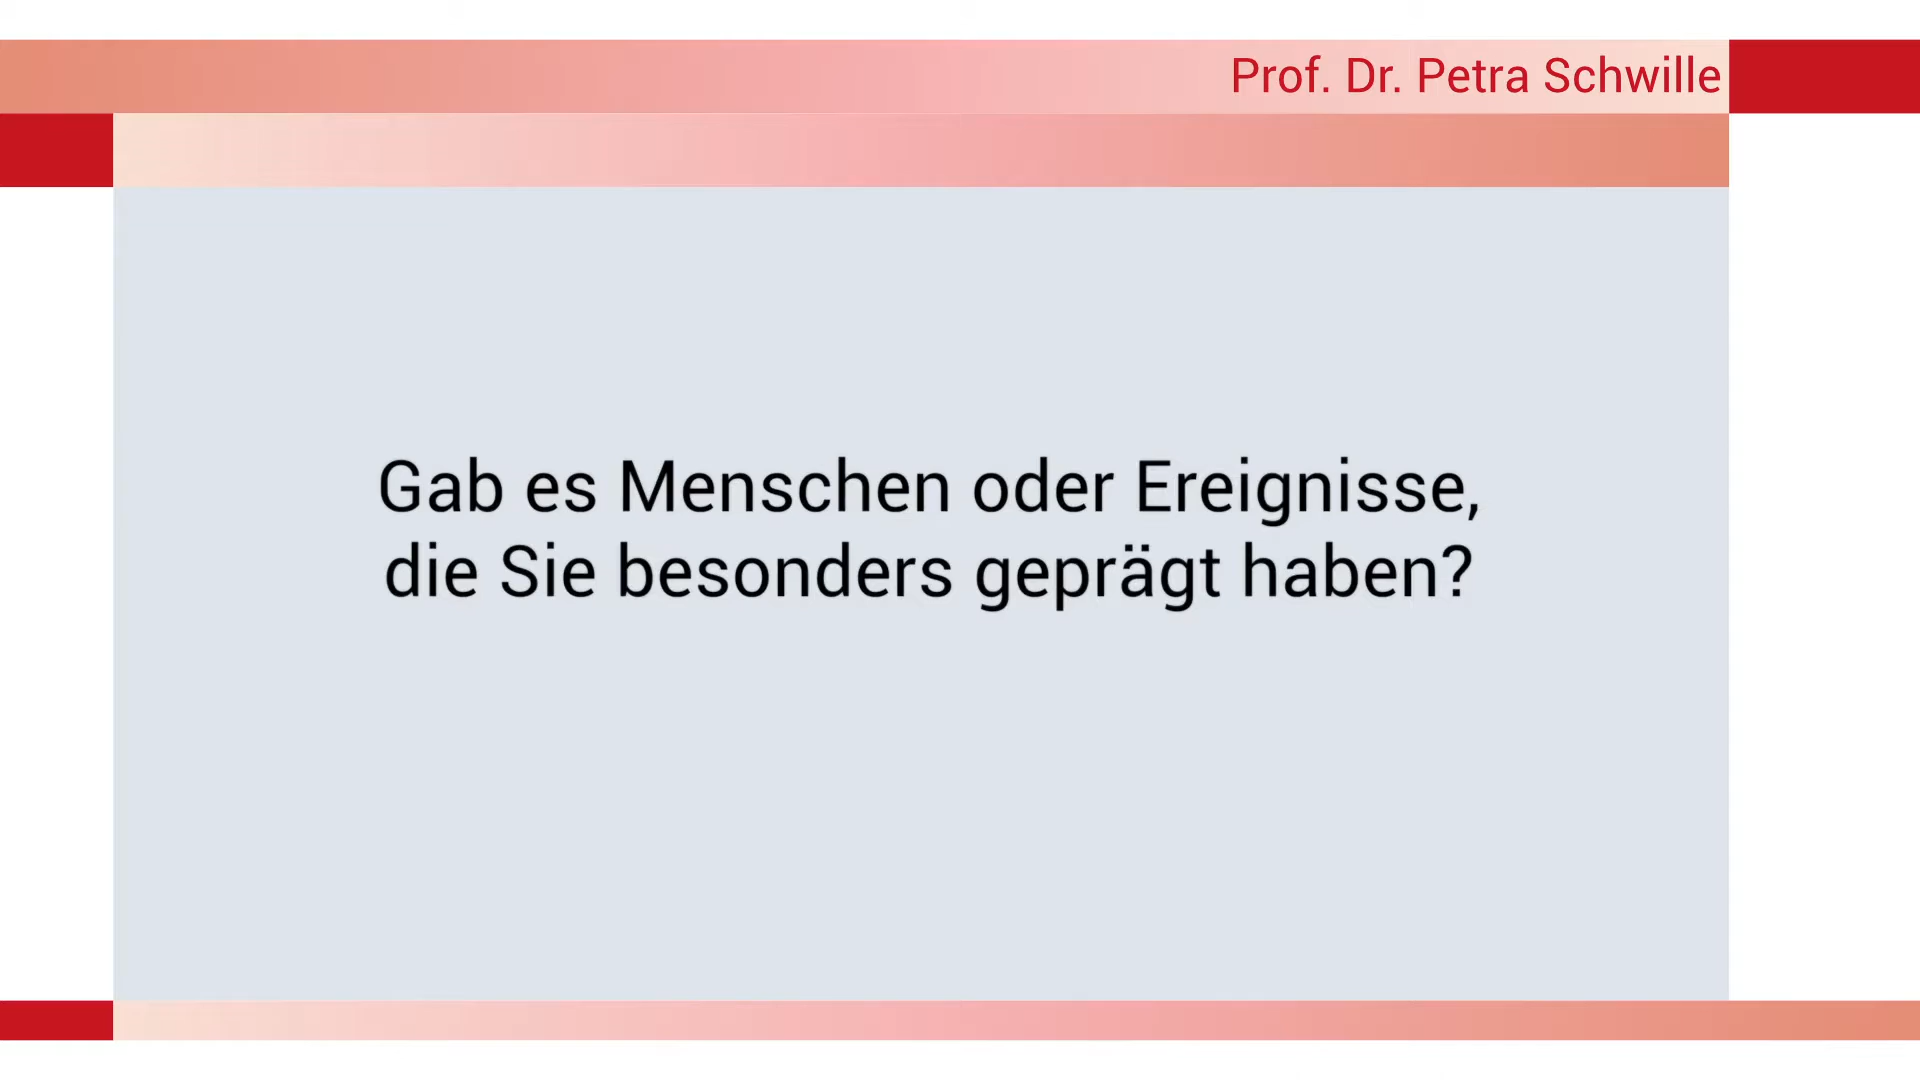 Prof. Dr. Petra Schwille
Gab es Menschen oder Ereignisse,
die Sie besonders geprägt haben?